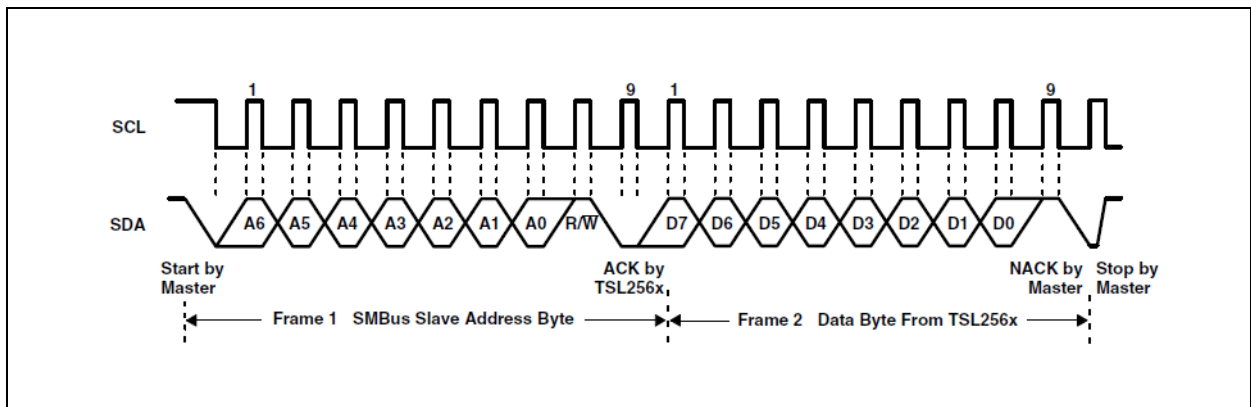 1 9 1 9
SCL
SDA A6 A5 A4 A3 A2 A1 A0 R/W D7 D6 D5 D4 D3 D2 D1 D0
Start by Master
ACK by TSL256x
NACK by Master
Stop by Master
Frame 1 SMBus Slave Address Byte
Frame 2 Data Byte From TSL256x